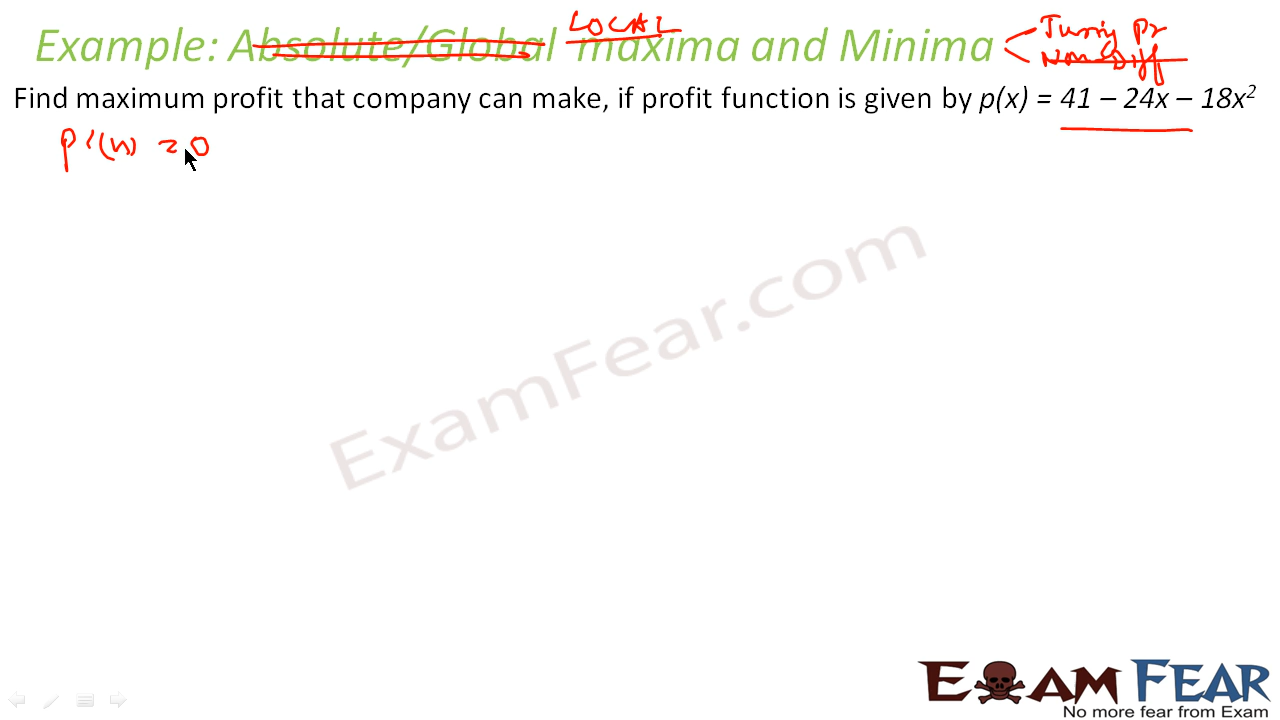 LOCAL
Example: Absolute/Global maxima and Minima
Turning Pt
Non-Diff
Find maximum profit that company can make, if profit function is given by p(x) = 41 – 24x – 18x²
p'(x) = 0
ExamFear.com
EXAM FEAR
No more fear from Exam